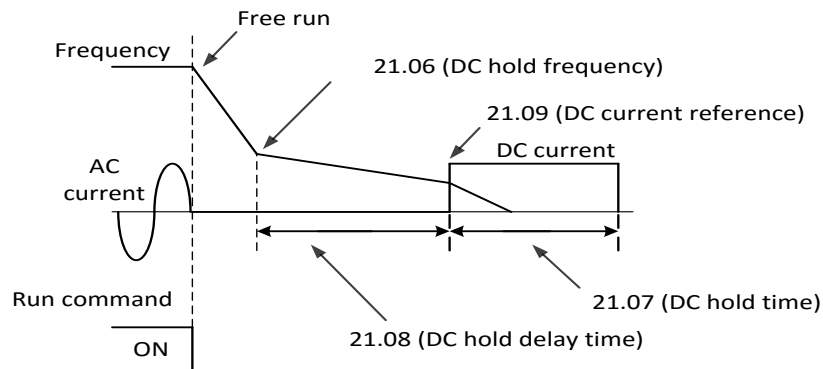 Free run
Frequency
21.06 (DC hold frequency)
21.09 (DC current reference)
DC current
AC
current
21.07 (DC hold time)
Run command
21.08 (DC hold delay time)
ON